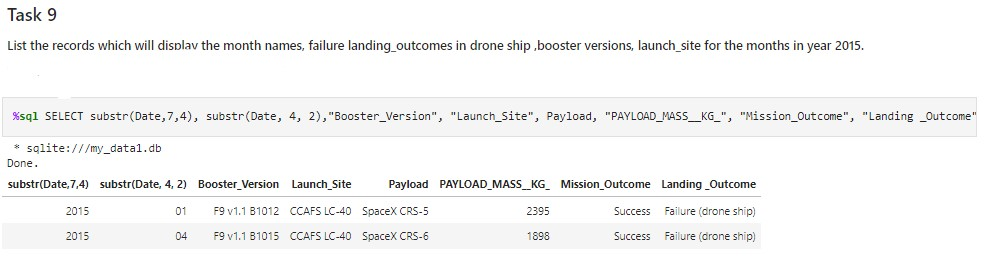 Task 9
List the records which will display the month names, failure landing_outcomes in drone ship ,booster versions, launch_site for the months in year 2015.
%sql SELECT substr(Date,7,4), substr(Date, 4, 2),"Booster_Version", "Launch_Site", Payload, "PAYLOAD_MASS__KG_", "Mission_Outcome", "Landing _Outcome"
* sqlite:///my_data1.db
Done.
substr(Date,7,4) substr(Date, 4, 2) Booster_Version Launch_Site Payload PAYLOAD_MASS__KG_ Mission_Outcome Landing _Outcome
2015 01 F9 v1.1 B1012 CCAFS LC-40 SpaceX CRS-5 2395 Success Failure (drone ship)
2015 04 F9 v1.1 B1015 CCAFS LC-40 SpaceX CRS-6 1898 Success Failure (drone ship)